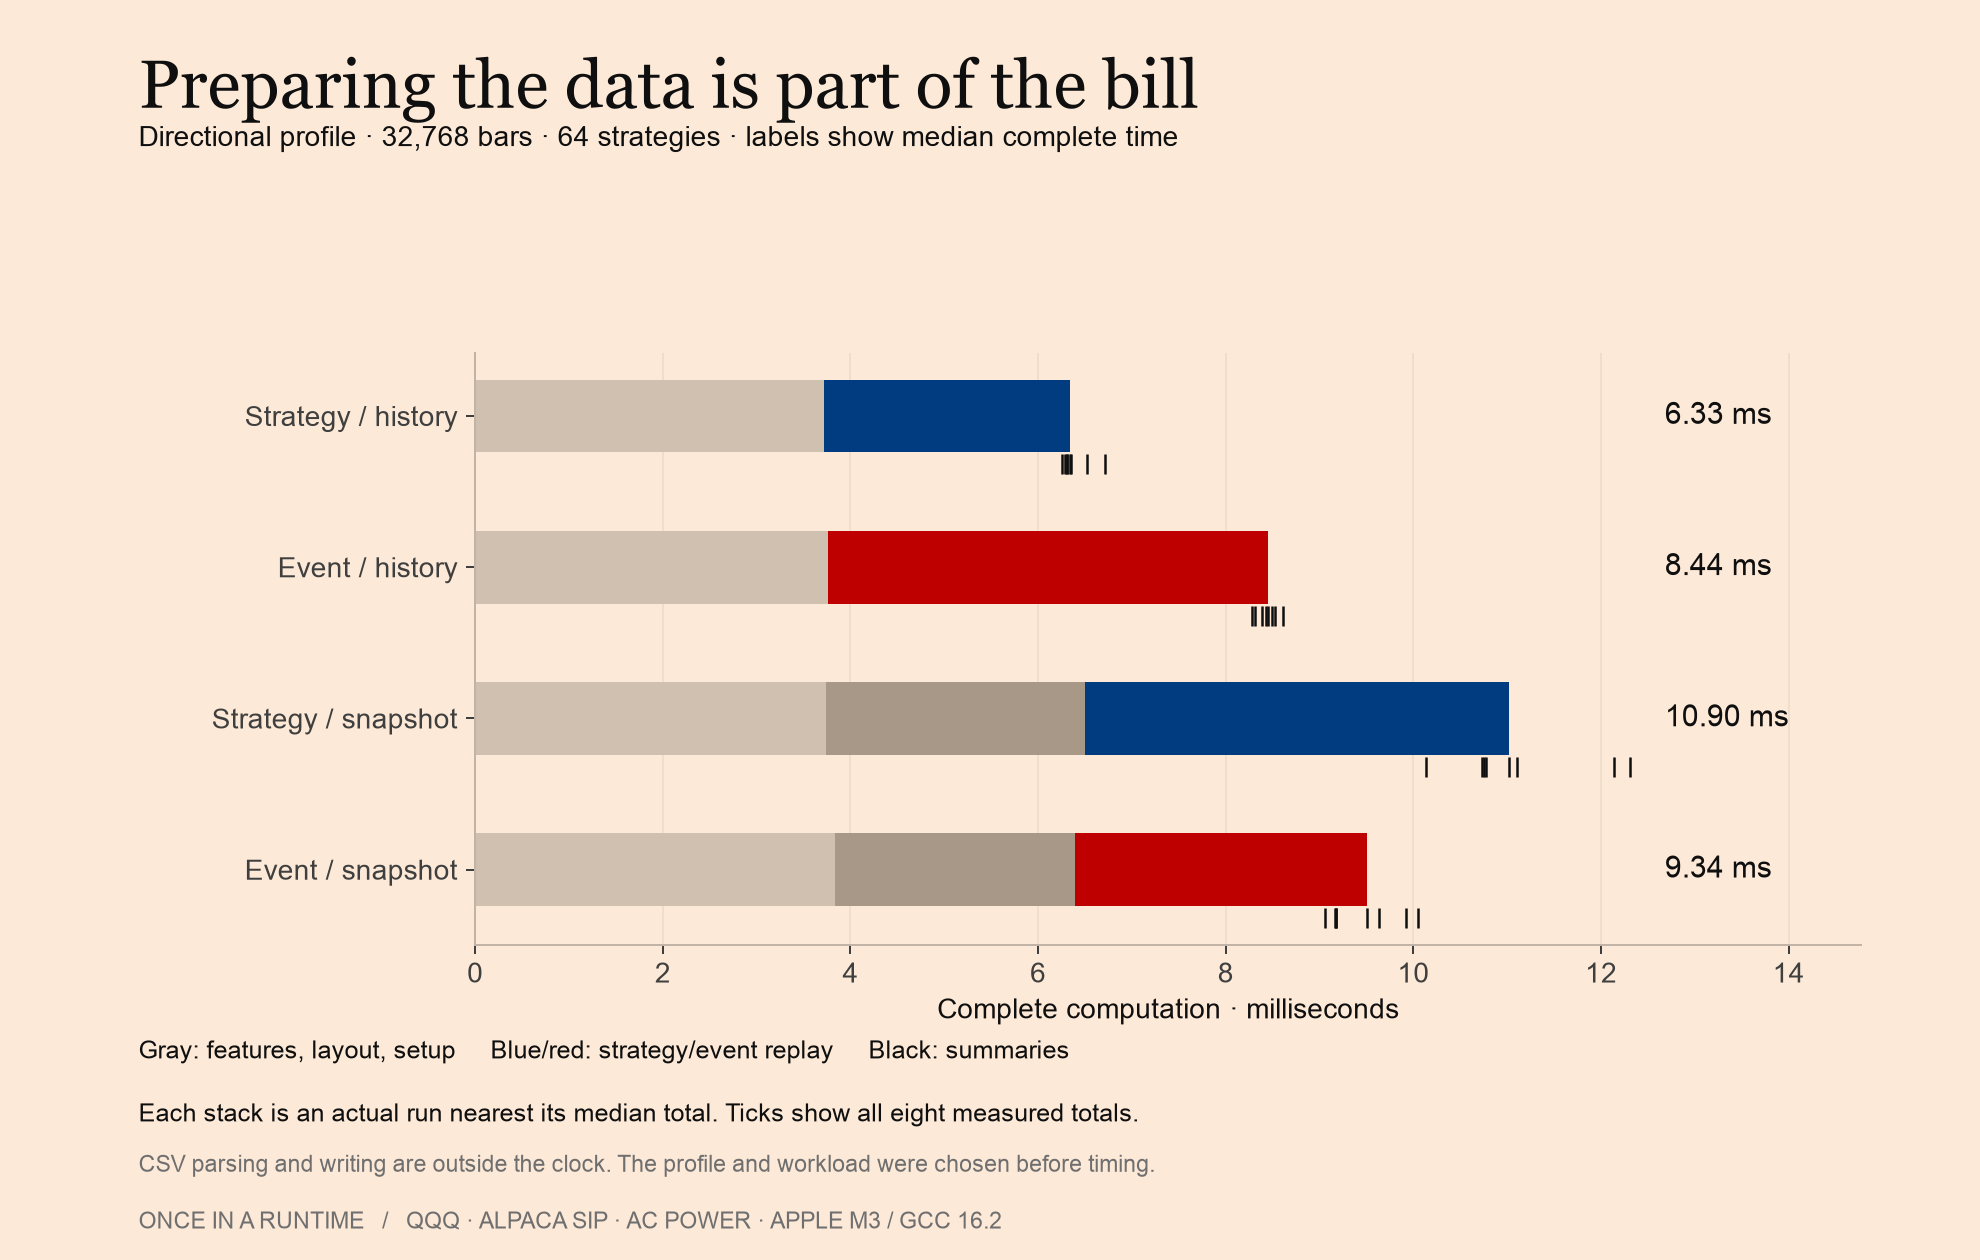 Preparing the data is part of the bill
Directional profile · 32,768 bars · 64 strategies · labels show median complete time
Strategy / history
6.33 ms
Event / history
8.44 ms
Strategy / snapshot
10.90 ms
Event / snapshot
9.34 ms
0 2 4 6 8 10 12 14
Complete computation · milliseconds
Gray: features, layout, setup Blue/red: strategy/event replay Black: summaries
Each stack is an actual run nearest its median total. Ticks show all eight measured totals.
CSV parsing and writing are outside the clock. The profile and workload were chosen before timing.
ONCE IN A RUNTIME / QQQ · ALPACA SIP · AC POWER · APPLE M3 / GCC 16.2